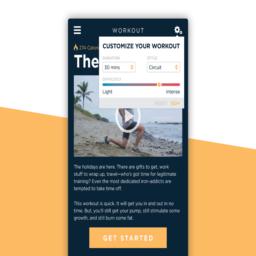 WORKOUT
274 Calories
CUSTOMIZE YOUR WORKOUT
DURATION
STYLE
30 mins
Circuit
Light
Intense
The
The holidays are here. There are gifts to get, work
stuff to wrap up, travel—who's got time for legitimate
training? Even the most dedicated iron-addicts are
tempted to take time off.
This workout is quick. It will get you in and out in no
time. But, you'll still get your pump, still stimulate some
growth, and still burn some fat.
GET STARTED